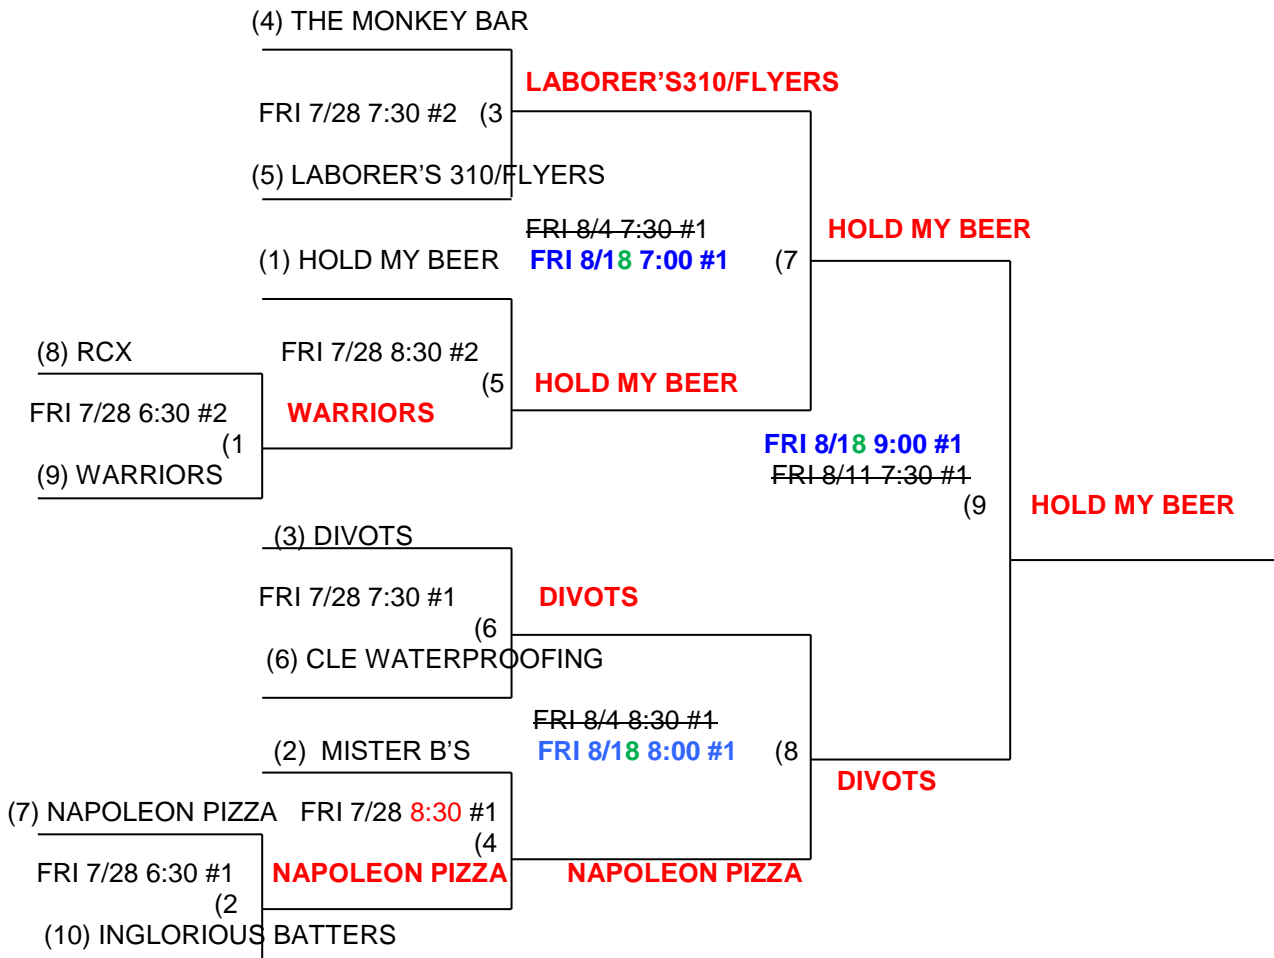 (4) THE MONKEY BAR
LABORER’S310/FLYERS
FRI 7/28 7:30 #2 (3
(5) LABORER’S 310/FLYERS
FRI 8/4 7:30 #1
HOLD MY BEER
(1) HOLD MY BEER
FRI 8/18 7:00 #1 (7
(8) RCX
FRI 7/28 8:30 #2
(5
HOLD MY BEER
FRI 7/28 6:30 #2
WARRIORS
(1
(9) WARRIORS
FRI 8/18 9:00 #1
FRI 8/11 7:30 #1
(9
HOLD MY BEER
(3) DIVOTS
FRI 7/28 7:30 #1
DIVOTS
(6
(6) CLE WATERPROOFING
FRI 8/4 8:30 #1
(2) MISTER B'S
FRI 8/18 8:00 #1 (8
DIVOTS
(7) NAPOLEON PIZZA
FRI 7/28 8:30 #1
(4
FRI 7/28 6:30 #1
NAPOLEON PIZZA
NAPOLEON PIZZA
(2
(10) INGLORIOUS BATTERS